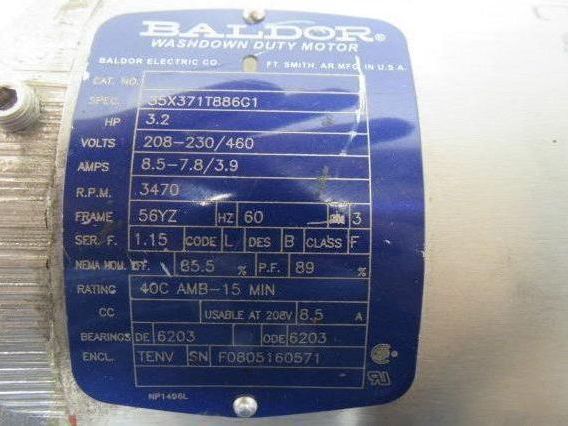 BALDOR®
WASHDOWN DUTY MOTOR
BALDOR ELECTRIC CO. FT. SMITH, AR MFG. IN U.S.A.
CAT. NO.
SPEC. 35X371T886G1
HP 3.2
VOLTS 208-230/460
AMPS 8.5-7.8/3.9
R.P.M. 3470
FRAME 56YZ HZ 60 3
SER. F. 1.15 CODE L DES B CLASS F
NEMA NOM. EFF. 85.5 % P.F. 89 %
RATING 40C AMB-15 MIN
CC USABLE AT 208V 8.5 A
BEARINGS DE 6203 ODE 6203
ENCL. TENV SN F0805160571
NP1496L